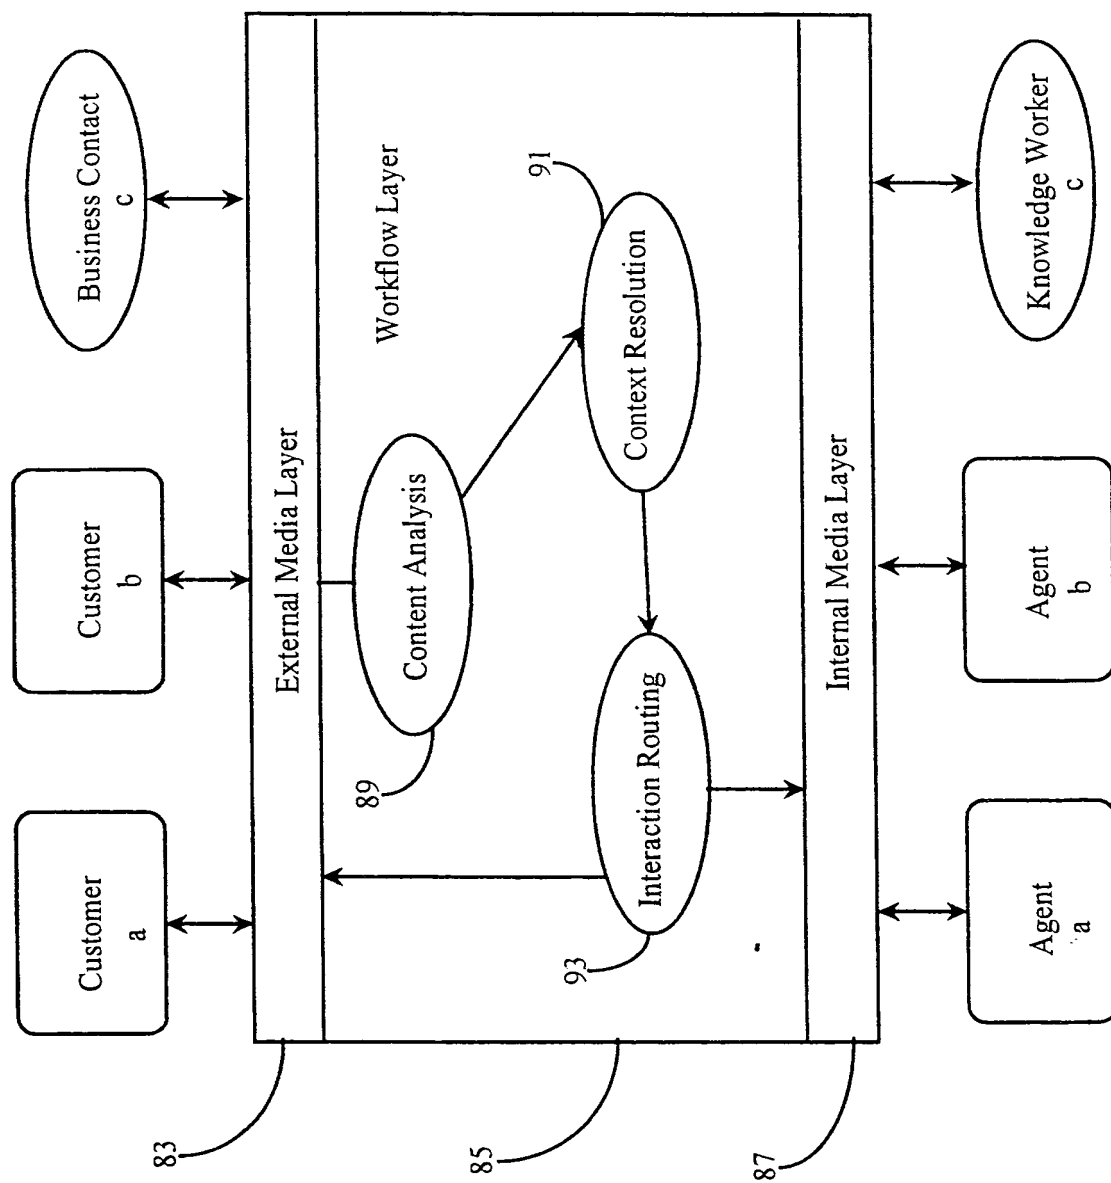 Customer
a
Customer
b
Business Contact
c
83
External Media Layer
85
Workflow Layer
89
Content Analysis
91
Context Resolution
93
Interaction Routing
87
Internal Media Layer
Agent
a
Agent
b
Knowledge Worker
c